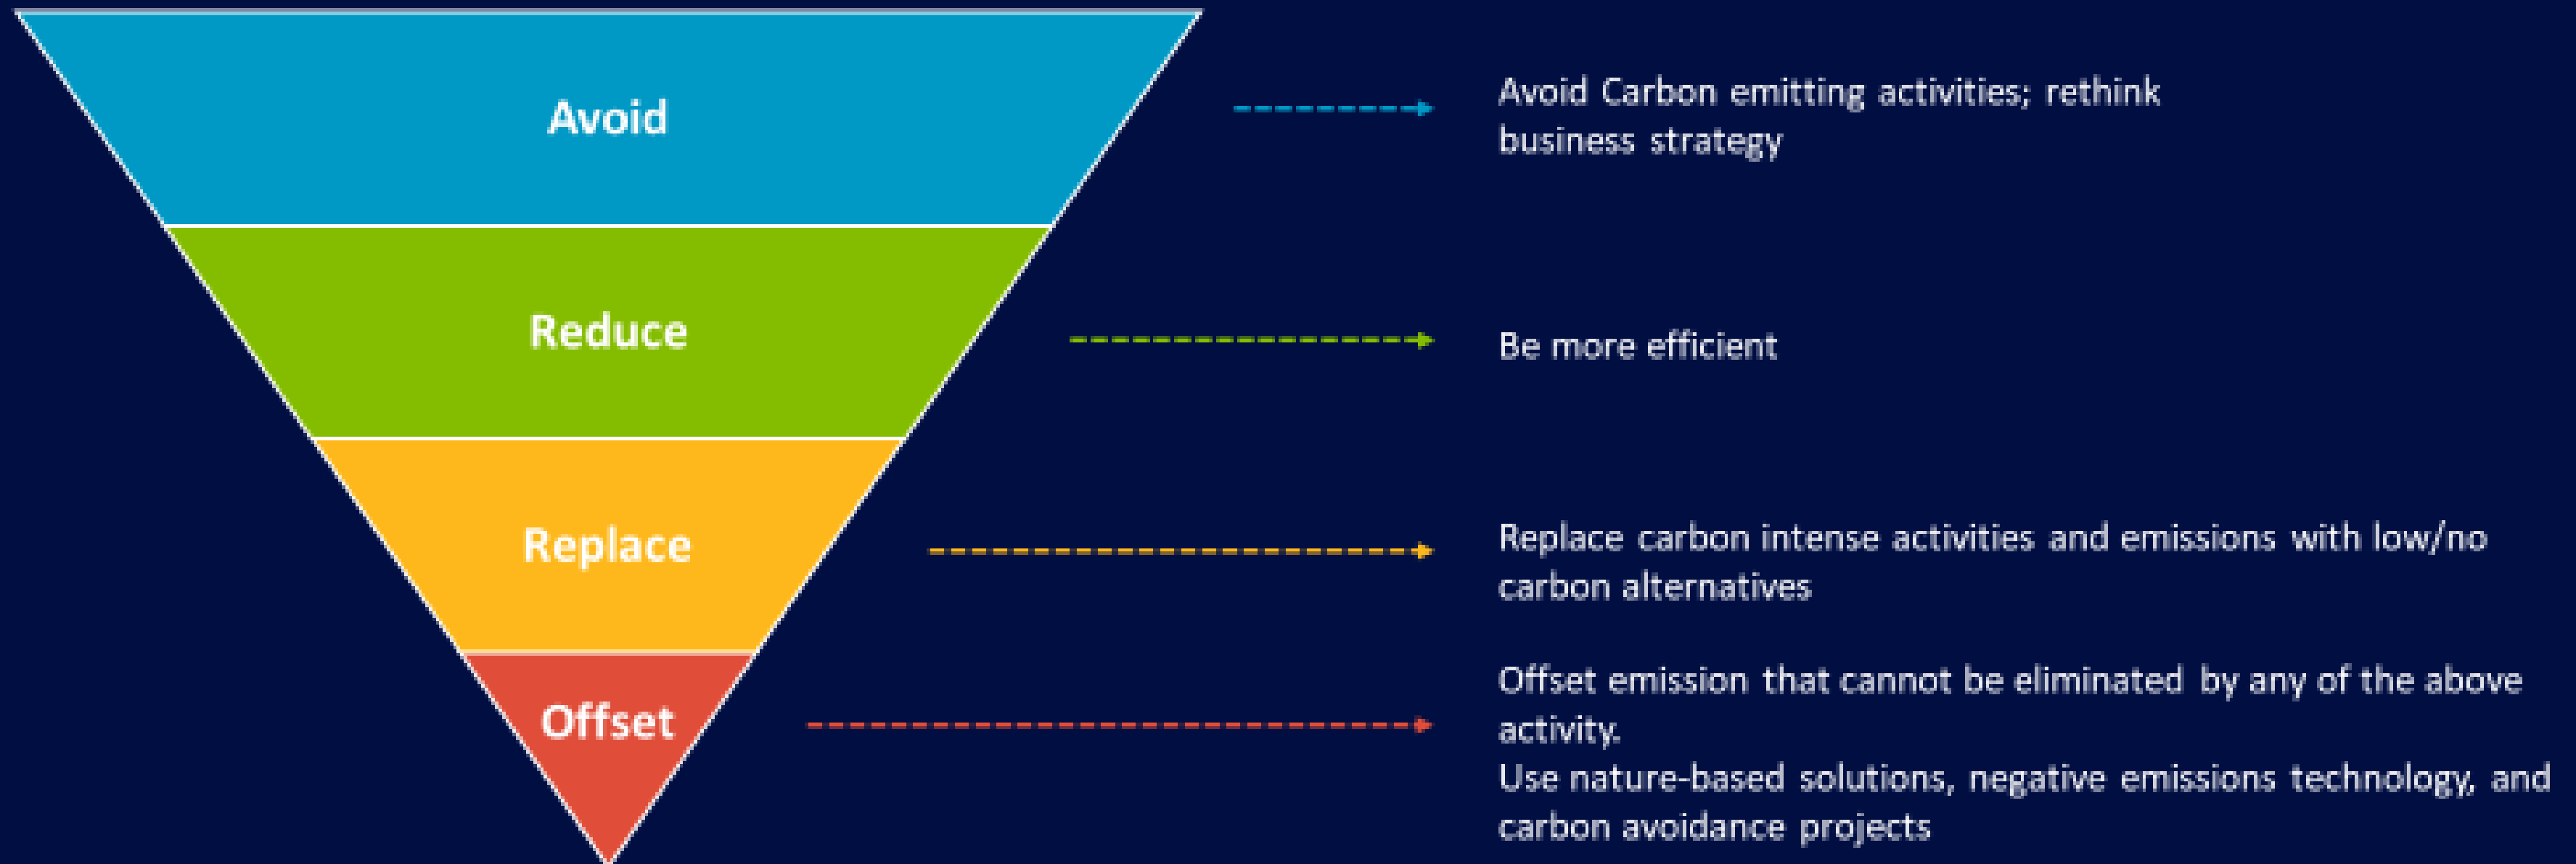 Avoid
Avoid Carbon emitting activities; rethink
business strategy
Reduce
Be more efficient
Replace
Replace carbon intense activities and emissions with low/no
carbon alternatives
Offset
Offset emission that cannot be eliminated by any of the above
activity.
Use nature-based solutions, negative emissions technology, and
carbon avoidance projects